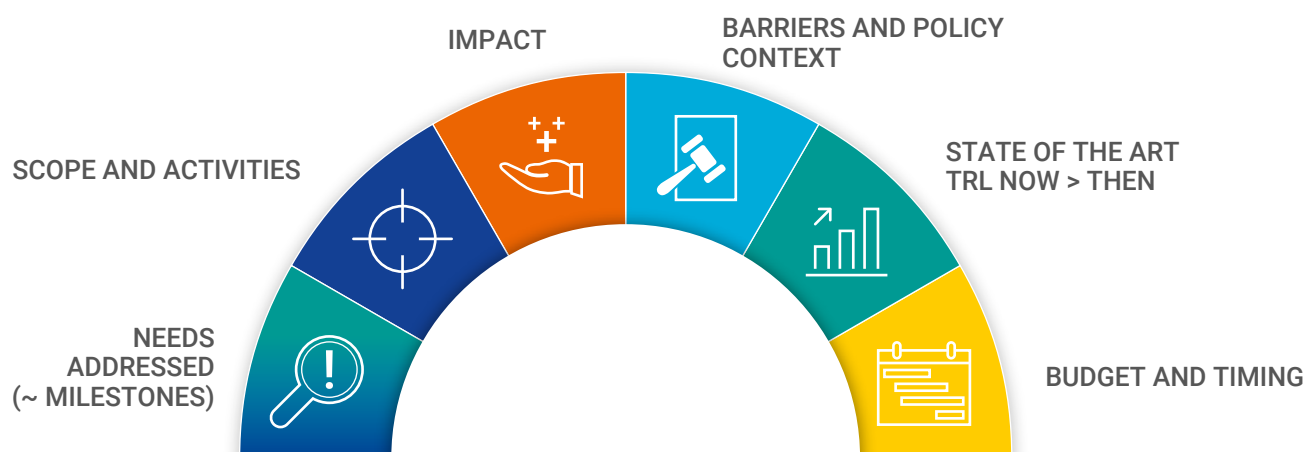 IMPACT
BARRIERS AND POLICY
CONTEXT
SCOPE AND ACTIVITIES
STATE OF THE ART
TRL NOW > THEN
NEEDS
ADDRESSED
(~ MILESTONES)
BUDGET AND TIMING